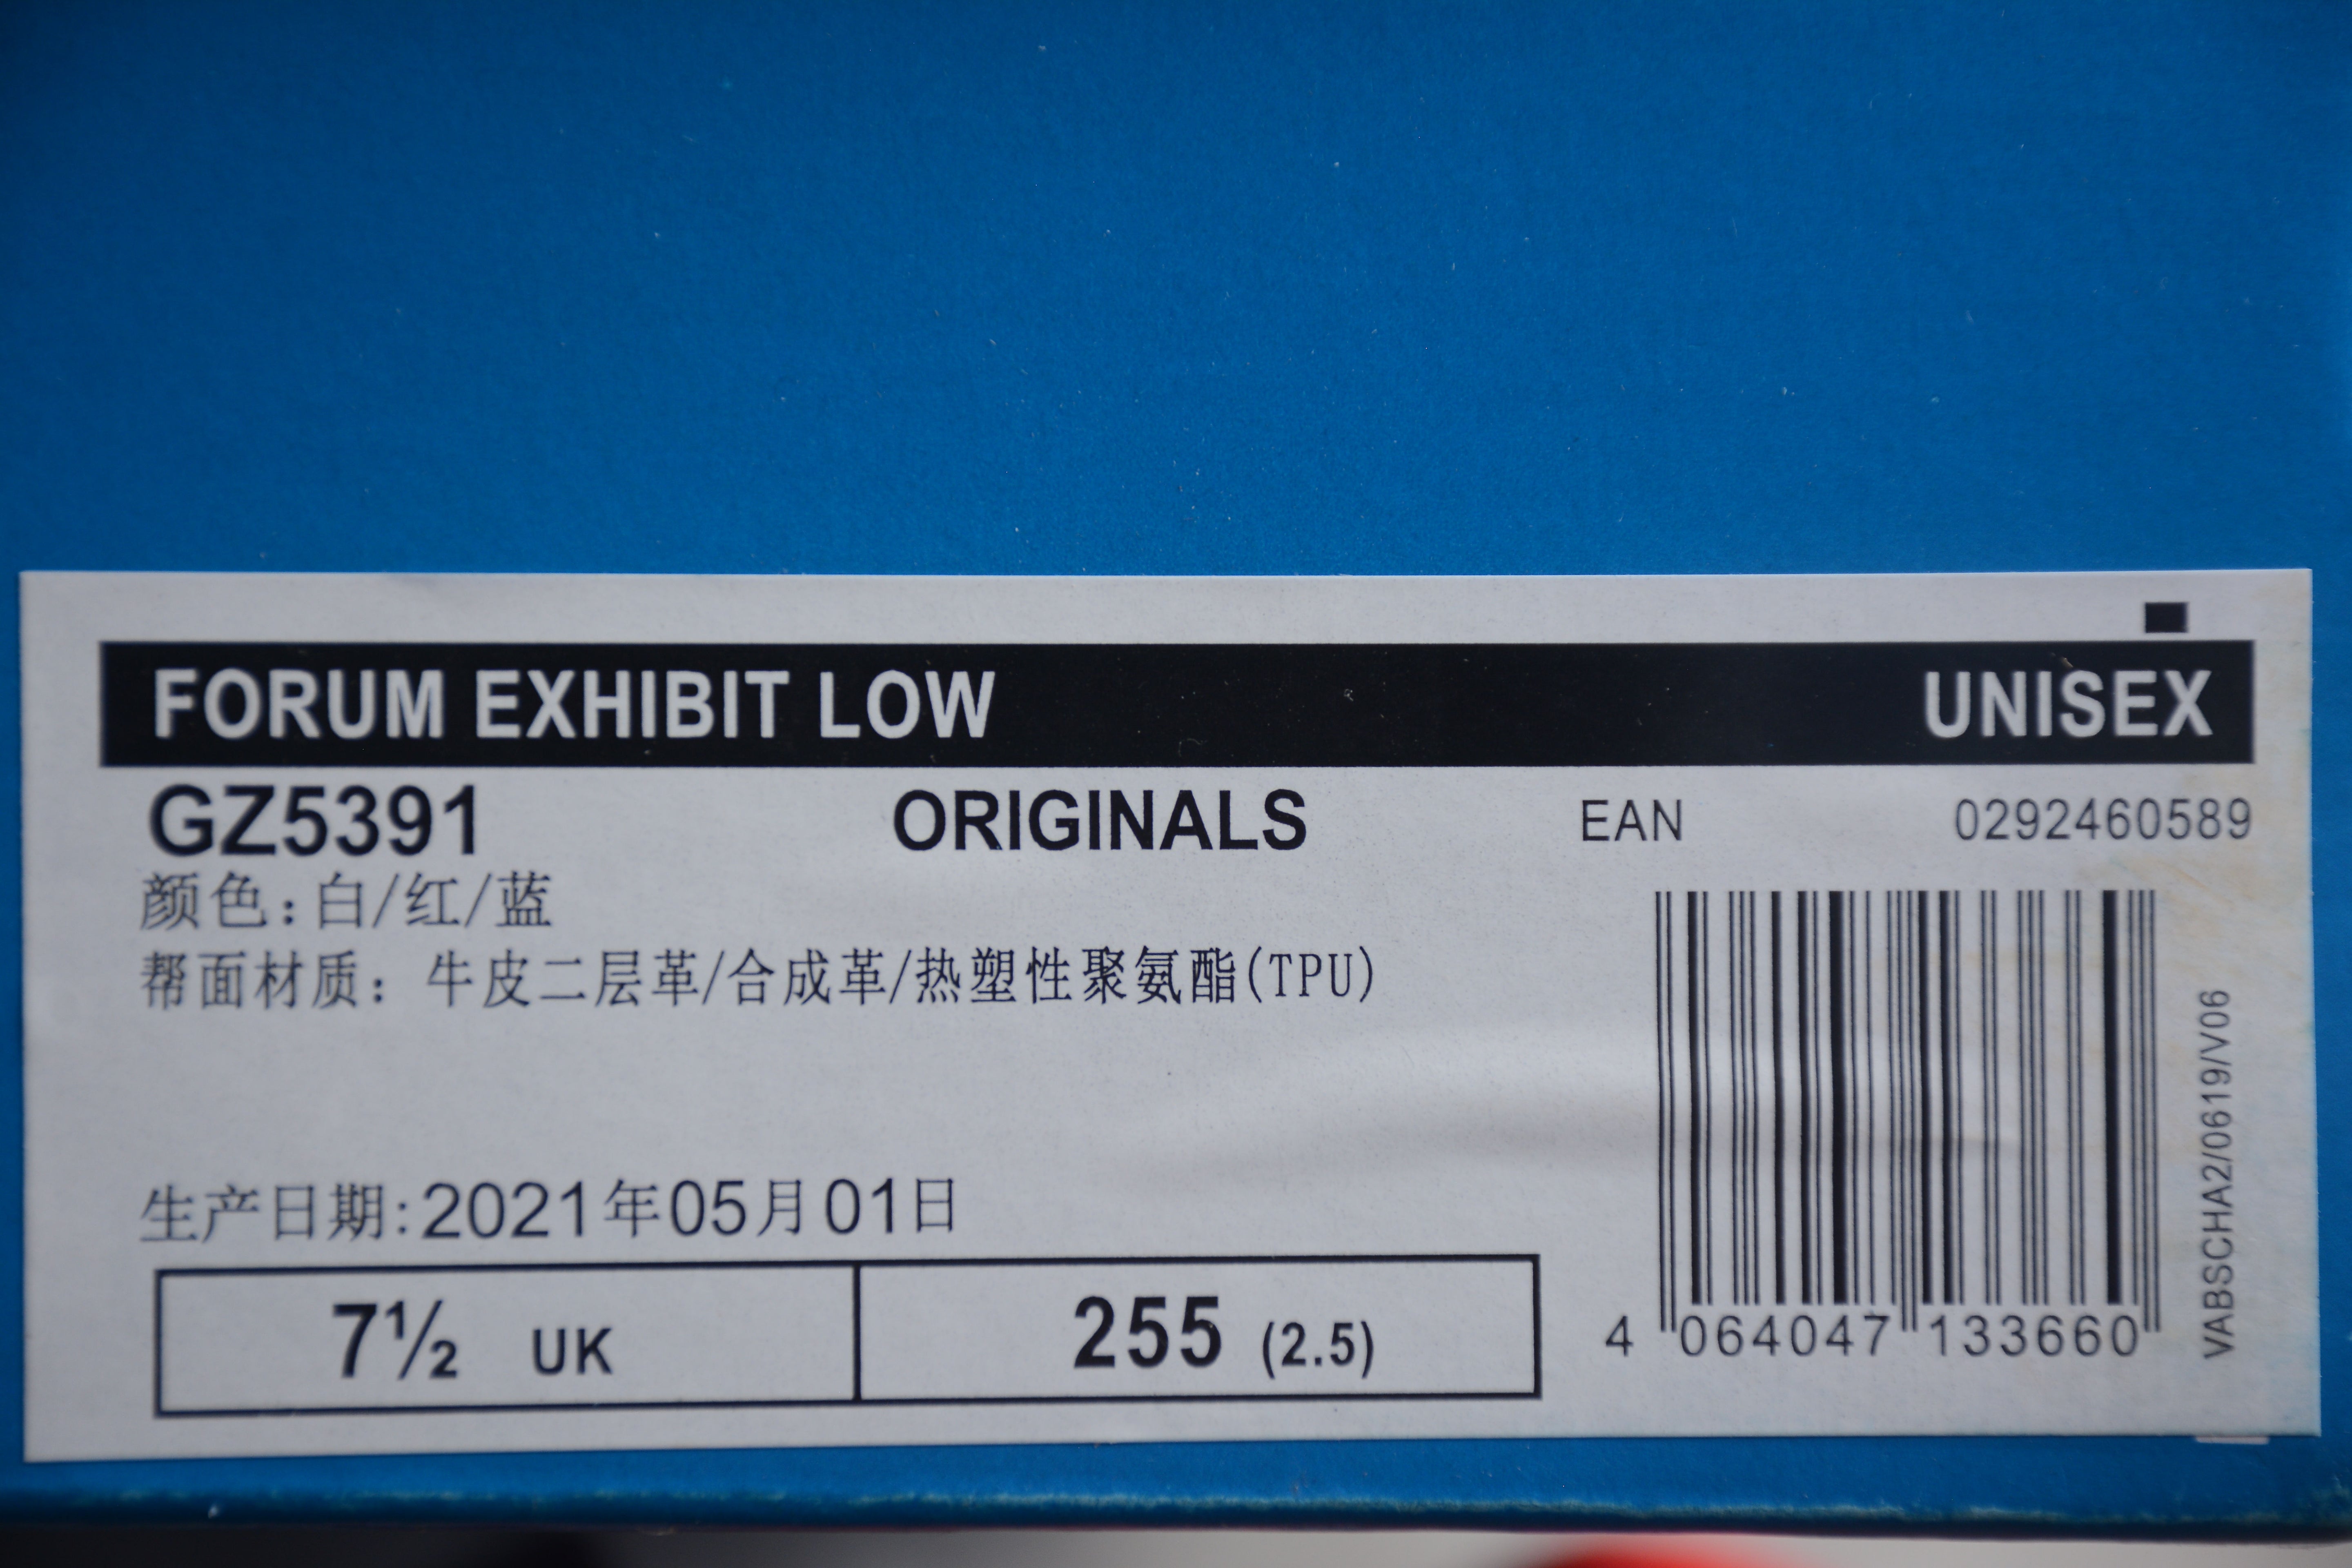 FORUM EXHIBIT LOW UNISEX
GZ5391 ORIGINALS EAN 0292460589
颜色:白/红/蓝
帮面材质: 牛皮二层革/合成革/热塑性聚氨酯(TPU)
生产日期:2021年05月01日
7½ UK 255 (2.5)
4 064047 133660
VABSCHA2/0619/V06